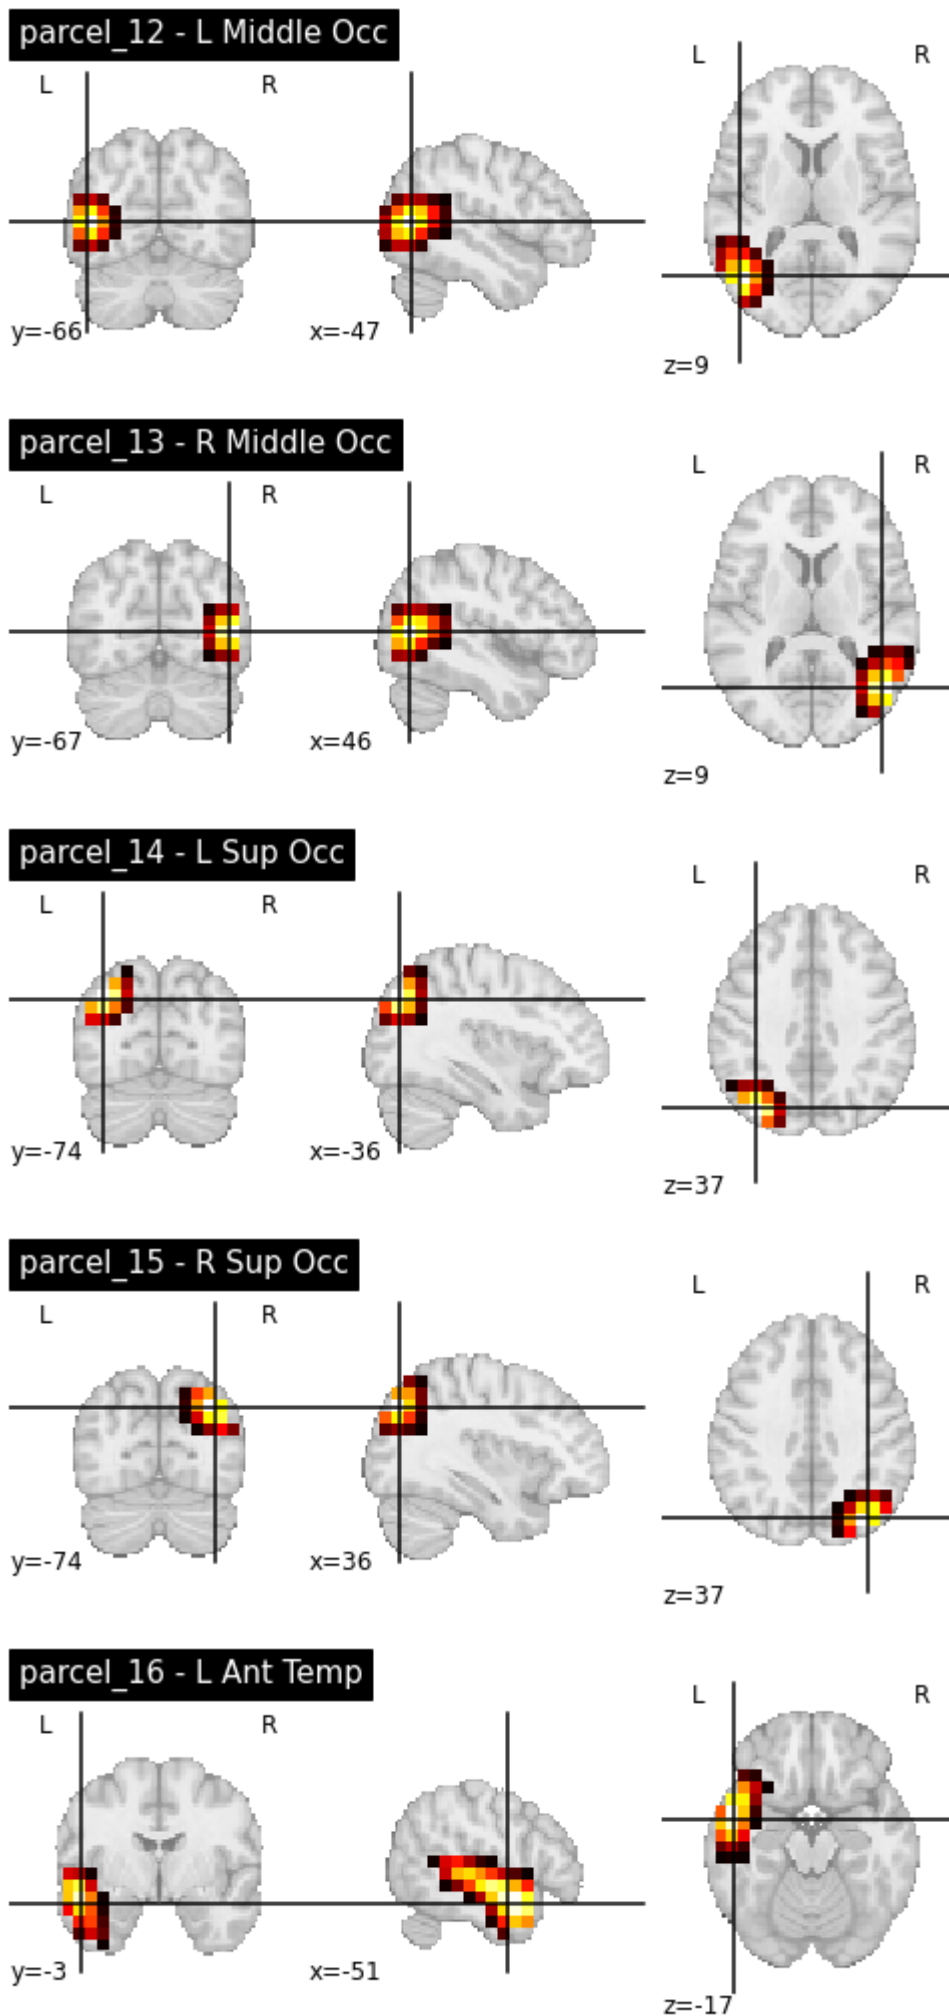 parcel_12 - L Middle Occ
L R L R
y=-66 x=-47 z=9
parcel_13 - R Middle Occ
L R L R
y=-67 x=46 z=9
parcel_14 - L Sup Occ
L R L R
y=-74 x=-36 z=37
parcel_15 - R Sup Occ
L R L R
y=-74 x=36 z=37
parcel_16 - L Ant Temp
L R L R
y=-3 x=-51 z=-17